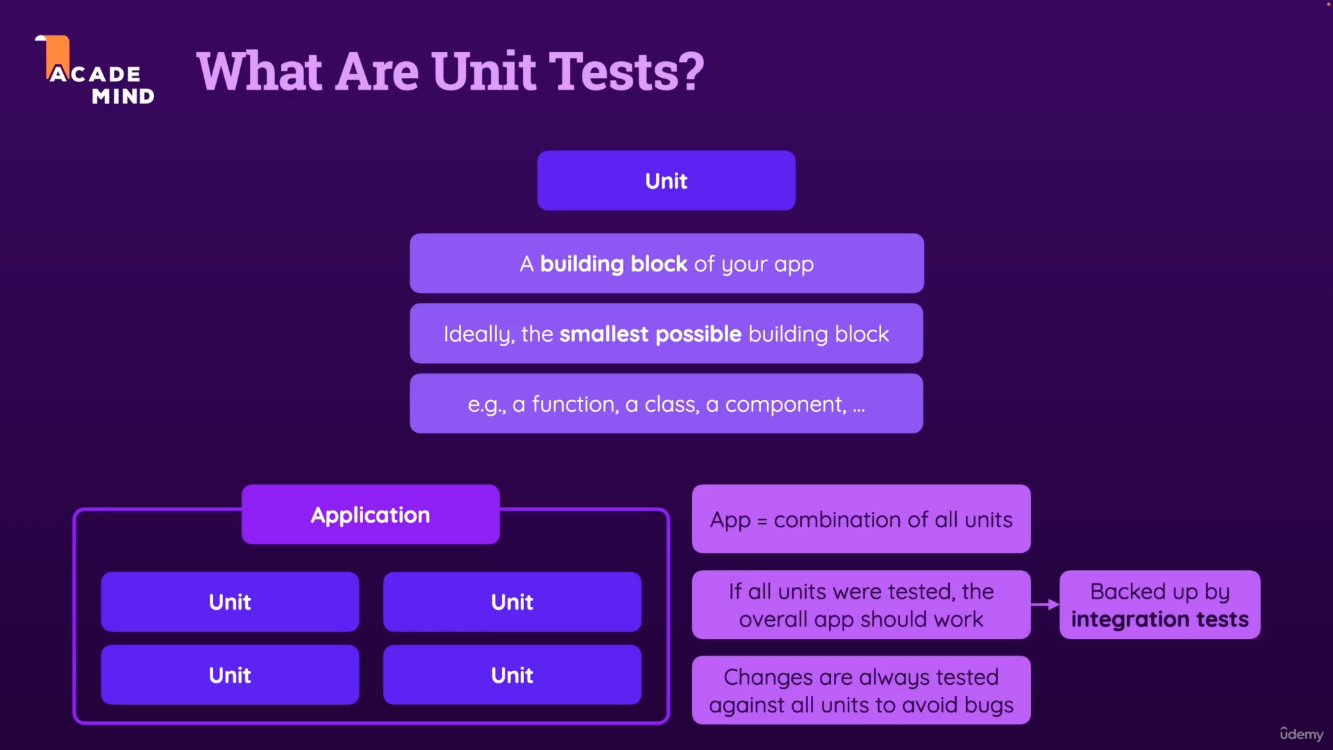 ACADE
MIND
What Are Unit Tests?
Unit
A building block of your app
Ideally, the smallest possible building block
e.g., a function, a class, a component, ...
Application
Unit
Unit
Unit
Unit
App = combination of all units
If all units were tested, the
overall app should work
Backed up by
integration tests
Changes are always tested
against all units to avoid bugs
ûdemy